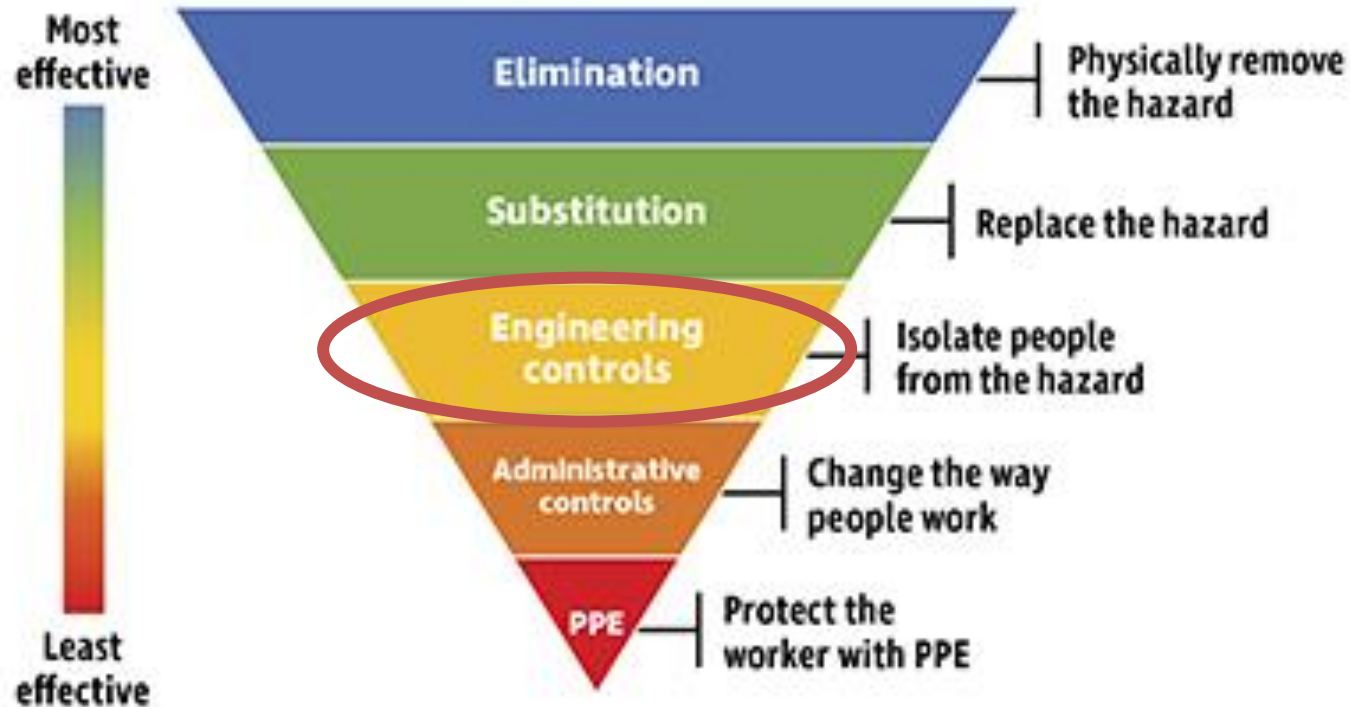 Most
effective
Elimination
Physically remove
the hazard
Substitution
Replace the hazard
Engineering
controls
Isolate people
from the hazard
Administrative
controls
Change the way
people work
PPE
Protect the
worker with PPE
Least
effective